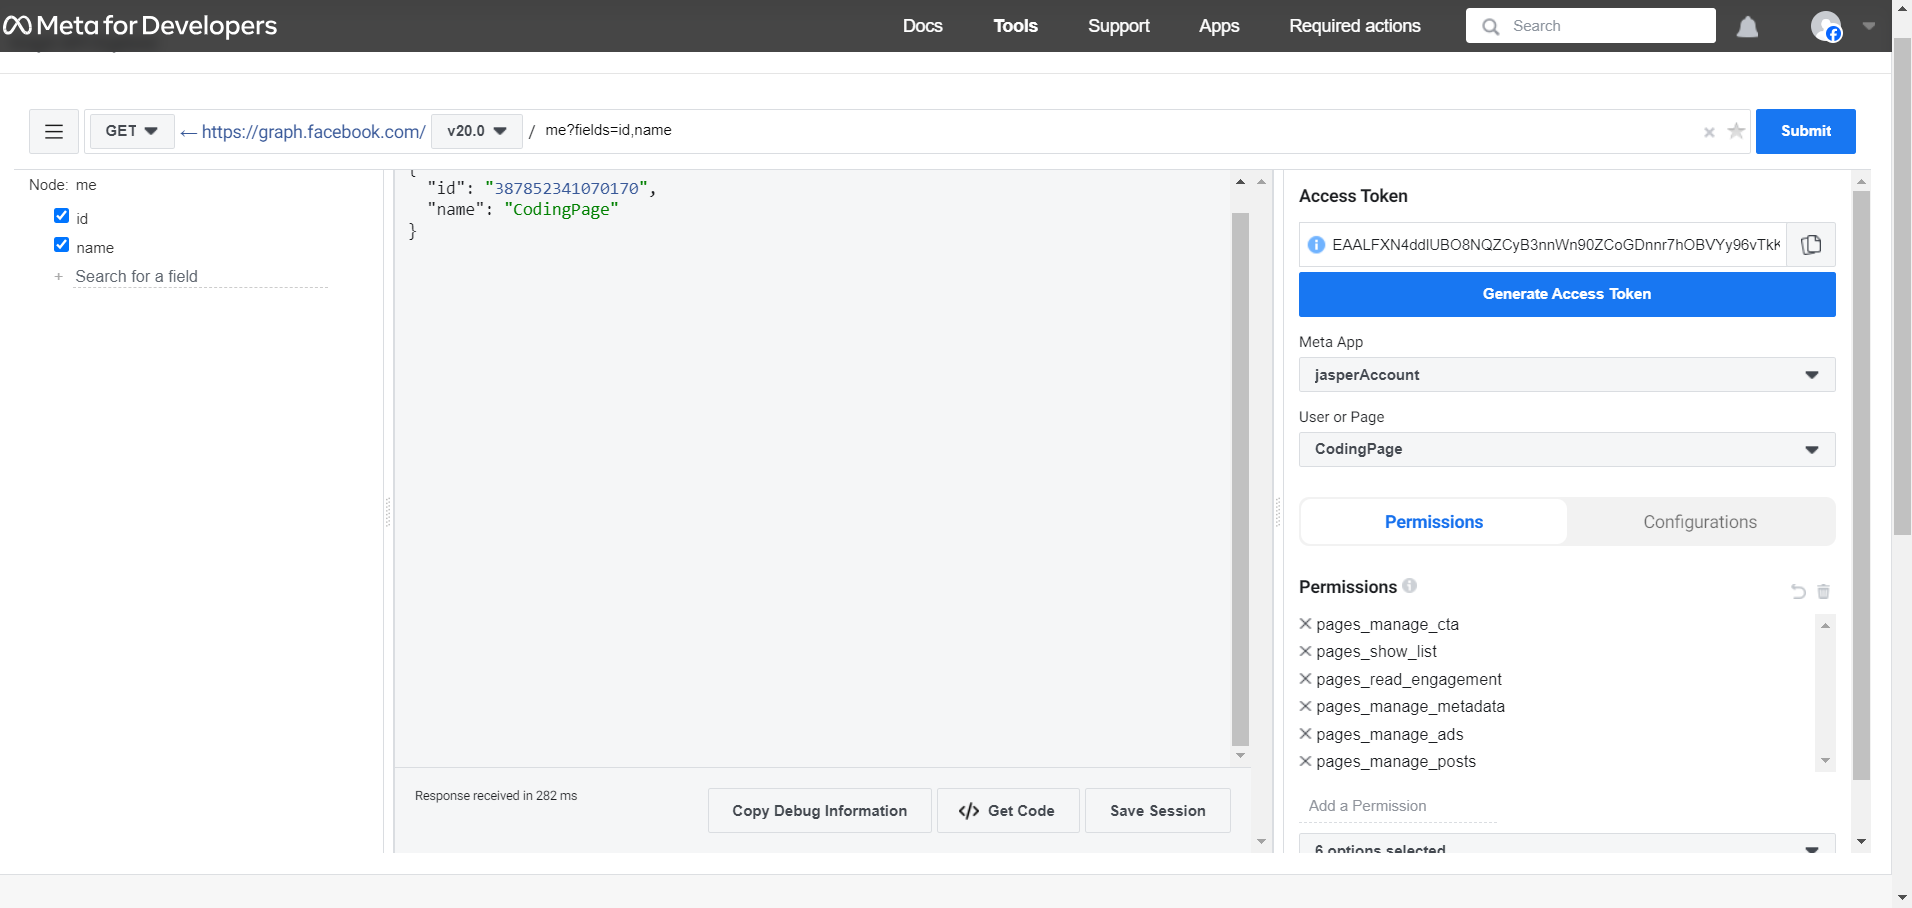 Meta for Developers
Docs
Tools
Support
Apps
Required actions
Search
GET
https://graph.facebook.com/
v20.0
/ me?fields=id,name
Submit
Node: me
id
name
+ Search for a field
{
"id": "387852341070170",
"name": "CodingPage"
}
Response received in 282 ms
Copy Debug Information
</> Get Code
Save Session
Access Token
EAALFXN4ddIUBO8NQZCyB3nnWn90ZCoGDnnr7hOBVYy96vTkK
Generate Access Token
Meta App
jasperAccount
User or Page
CodingPage
Permissions
Configurations
Permissions
pages_manage_cta
pages_show_list
pages_read_engagement
pages_manage_metadata
pages_manage_ads
pages_manage_posts
Add a Permission
6 options selected